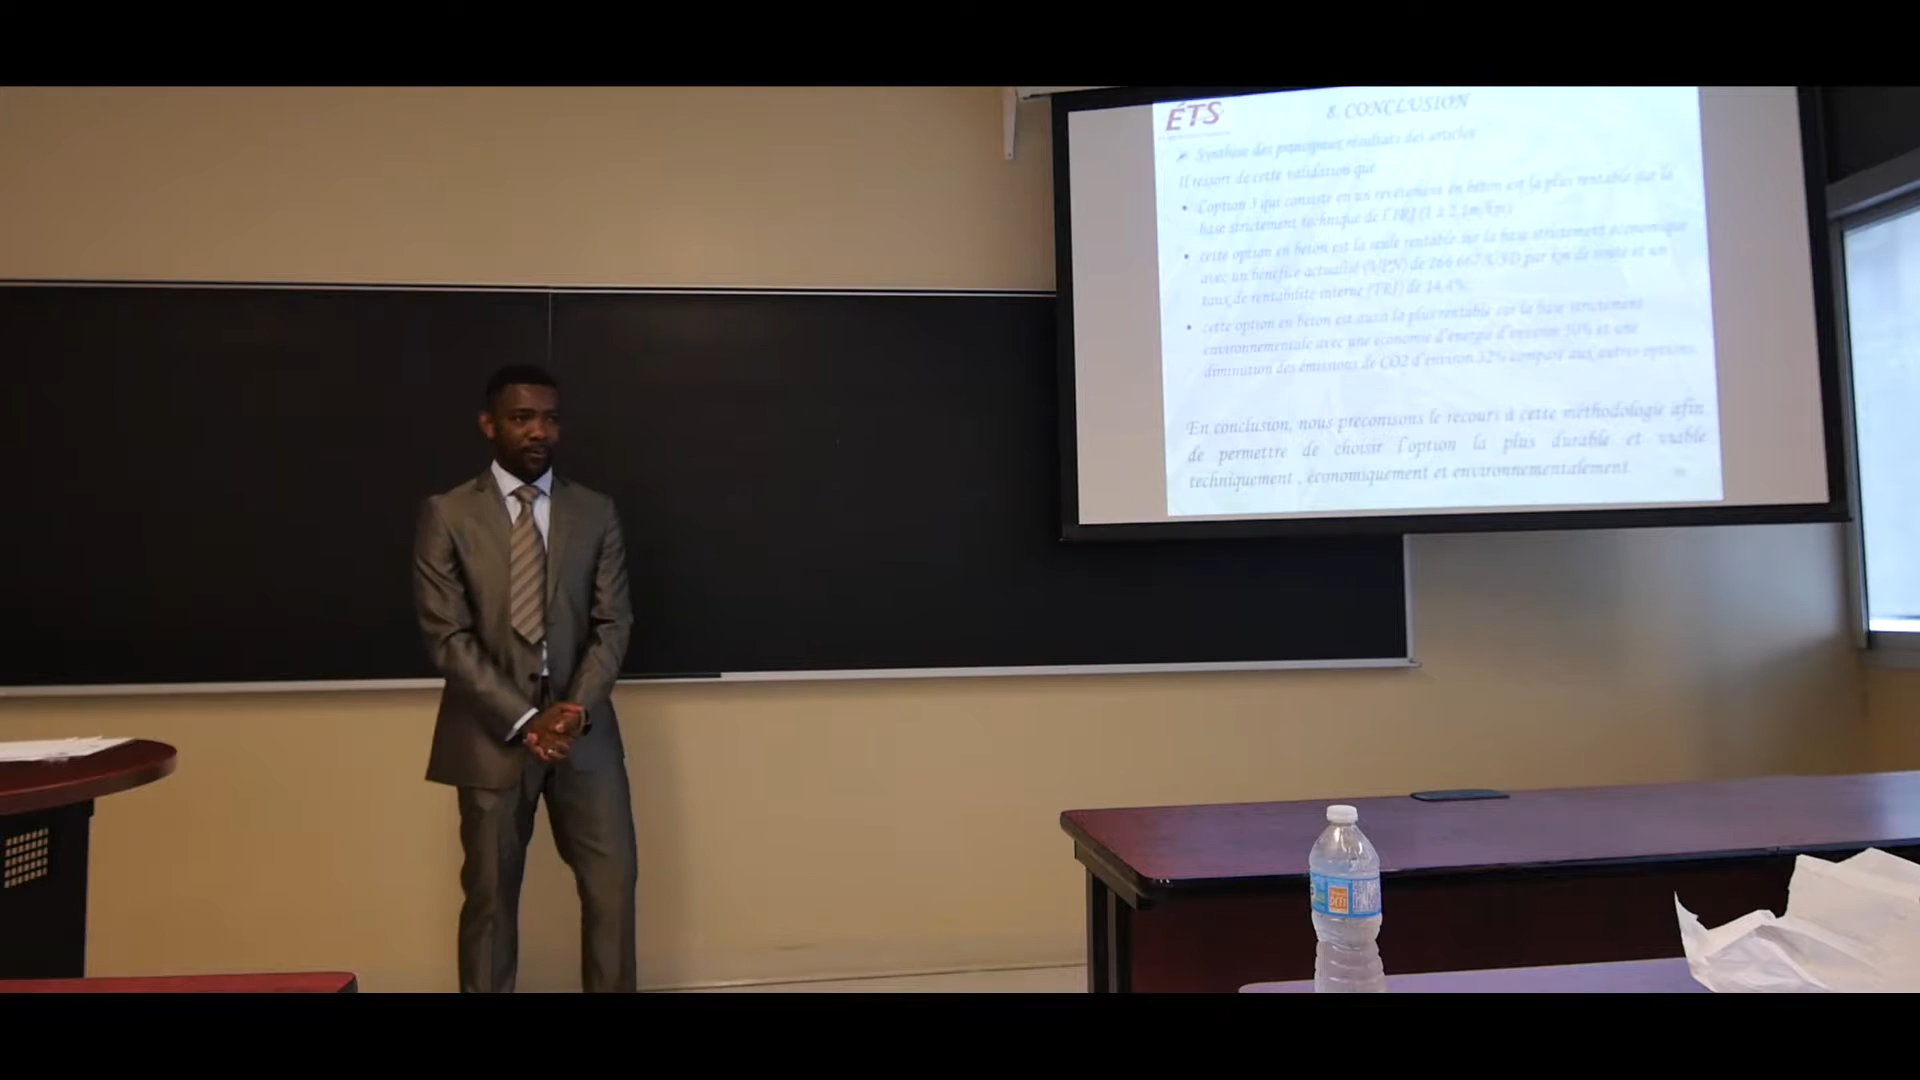 ÉTS
8. CONCLUSION
Synthèse des principaux résultats des articles
Il ressort de cette validation que
• l'option 3 qui consiste en un revêtement en béton est la plus rentable sur la
base strictement technique de l'IRI (1 à 2,1m/km);
• cette option en béton est la seule rentable sur la base strictement économique
avec un bénéfice actualisé (VPN) de 266 667 USD par km de route et un
taux de rentabilité interne (TRI) de 14,4%;
• cette option en béton est aussi la plus rentable sur la base strictement
environnementale avec une économie d'énergie d'environ 50% et une
diminution des émissions de CO2 d'environ 32% comparé aux autres options.
En conclusion, nous préconisons le recours à cette méthodologie afin
de permettre de choisir l'option la plus durable et viable
techniquement , économiquement et environnementalement.